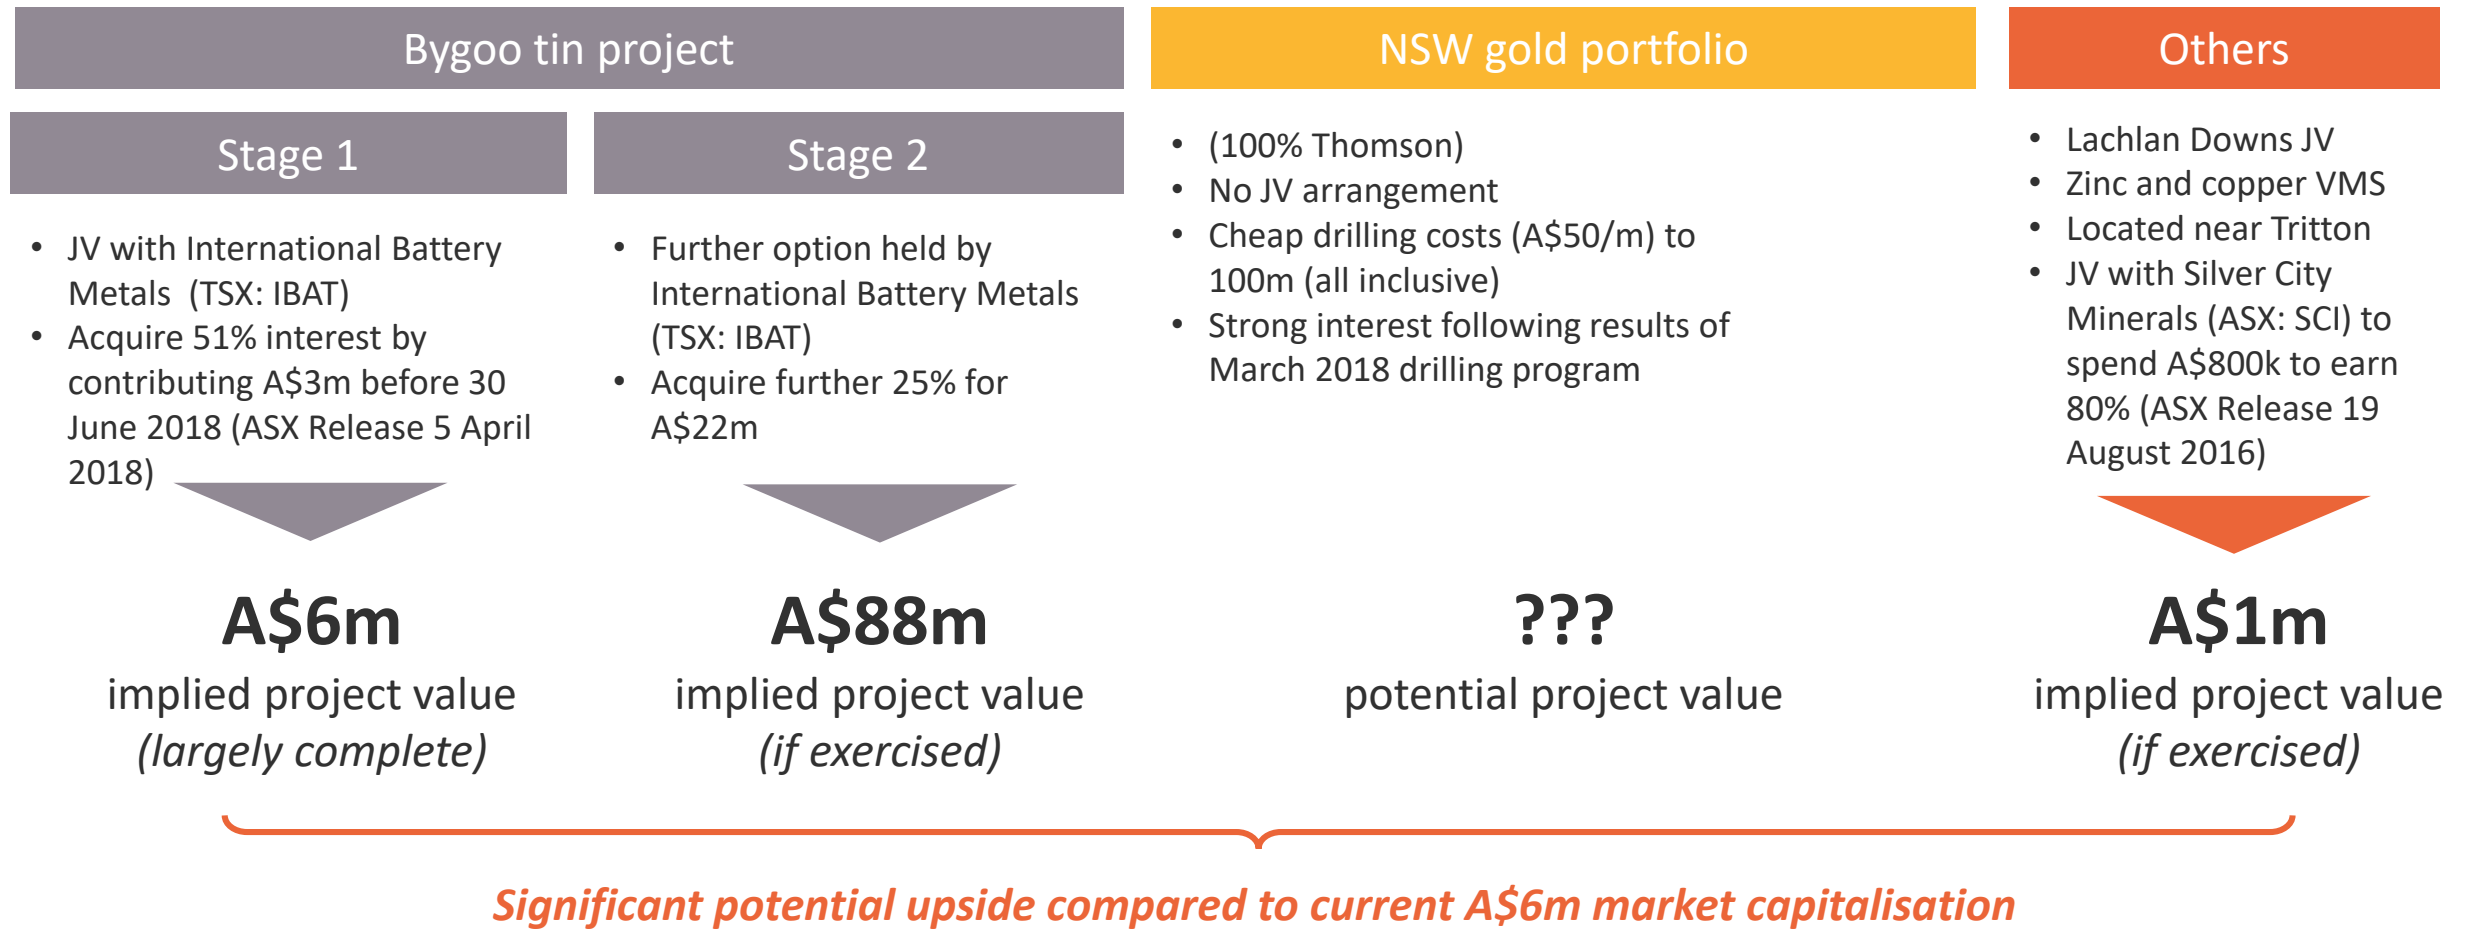 Bygoo tin project
Stage 1
• JV with International Battery
Metals (TSX: IBAT)
• Acquire 51% interest by
contributing A$3m before 30
June 2018 (ASX Release 5 April
2018)
A$6m
implied project value
(largely complete)
Stage 2
• Further option held by
International Battery Metals
(TSX: IBAT)
• Acquire further 25% for
A$22m
A$88m
implied project value
(if exercised)
NSW gold portfolio
• (100% Thomson)
• No JV arrangement
• Cheap drilling costs (A$50/m) to
100m (all inclusive)
• Strong interest following results of
March 2018 drilling program
???
potential project value
Others
• Lachlan Downs JV
• Zinc and copper VMS
• Located near Tritton
• JV with Silver City
Minerals (ASX: SCI) to
spend A$800k to earn
80% (ASX Release 19
August 2016)
A$1m
implied project value
(if exercised)
Significant potential upside compared to current A$6m market capitalisation